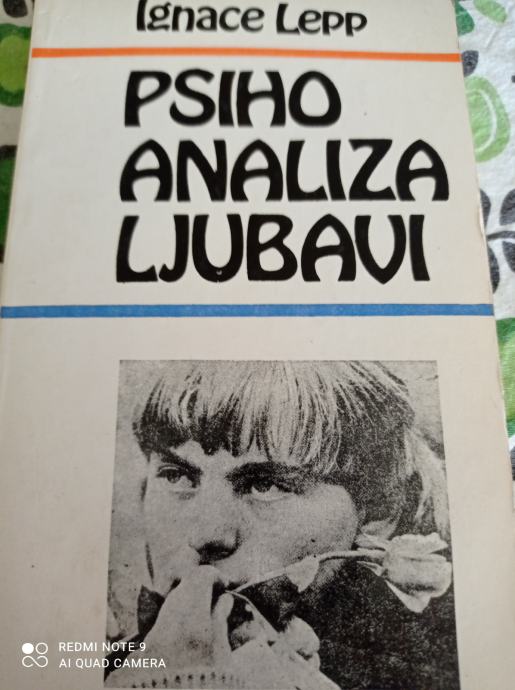 Ignace Lepp
PSIHO
ANALIZA
LJUBAVI
REDMI NOTE 9
AI QUAD CAMERA